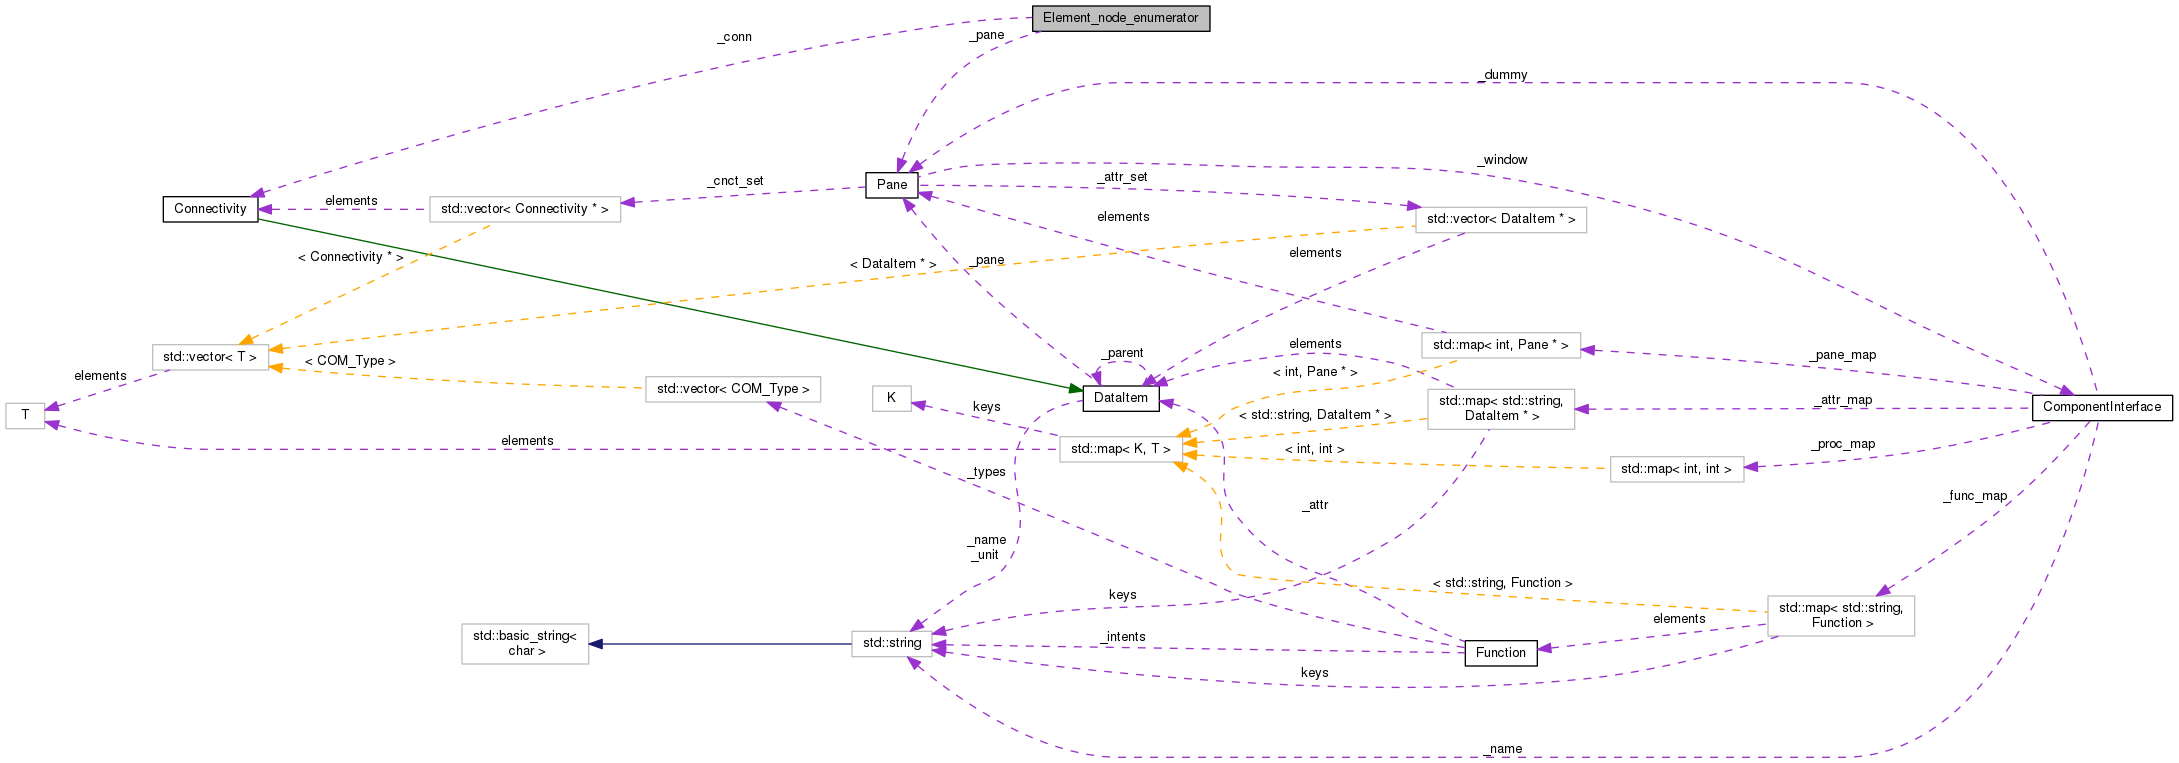 Element_node_enumerator
_conn
_pane
_dummy
_window
Pane
_cnct_set
_attr_set
Connectivity
elements
std::vector< Connectivity * >
elements
std::vector< DataItem * >
< Connectivity * >
< DataItem * >
_pane
elements
std::vector< T >
< COM_Type >
_parent
elements
std::map< int, Pane * >
_pane_map
elements
< int, Pane * >
std::vector< COM_Type >
K
keys
DataItem
std::map< std::string,
DataItem * >
_attr_map
ComponentInterface
T
< std::string, DataItem * >
elements
std::map< K, T >
< int, int >
_proc_map
std::map< int, int >
_types
_attr
_func_map
_name
_unit
< std::string, Function >
keys
std::map< std::string,
Function >
elements
std::basic_string<
char >
std::string
_intents
Function
keys
_name